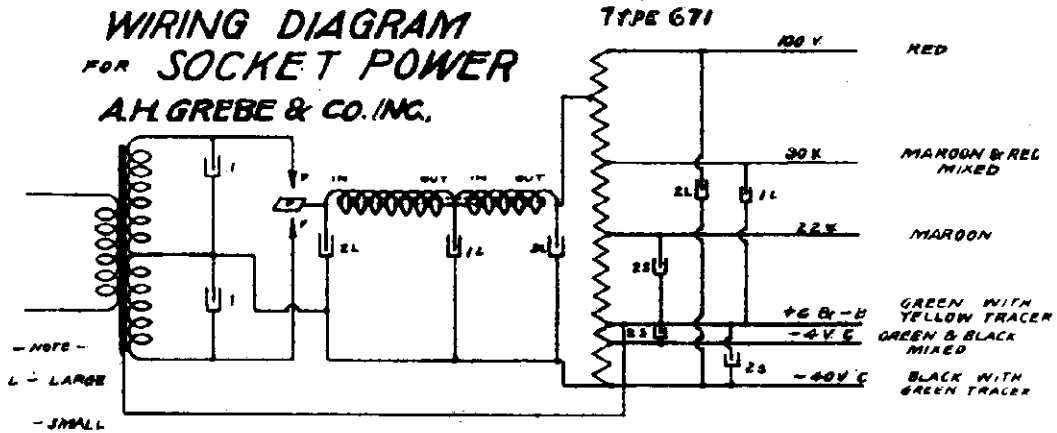 WIRING DIAGRAM
FOR SOCKET POWER
A.H. GREBE & CO. INC.
TYPE 671
100 V.
RED
90 V
MAROON & RED
MIXED
22 V
MAROON
+6 Br-B
GREEN WITH
YELLOW TRACER
-4 V. C
GREEN & BLACK
MIXED
-40 V C
BLACK WITH
GREEN TRACER
1
1
P
P
IN
OUT
IN
OUT
2L
1L
2L
1L
2S
2S
2S
- NOTE -
L - LARGE
- SMALL